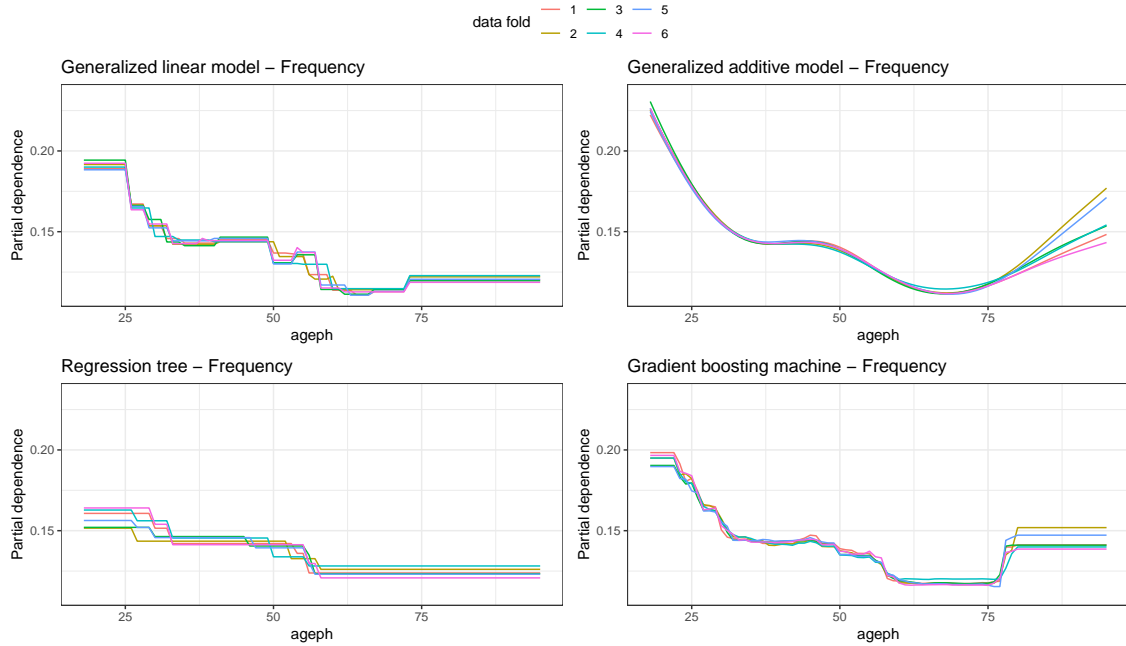 data fold
1 3 5
2 4 6
Generalized linear model − Frequency
Partial dependence
0.20
0.15
25 50 75
ageph
Generalized additive model − Frequency
Partial dependence
0.20
0.15
25 50 75
ageph
Regression tree − Frequency
Partial dependence
0.20
0.15
25 50 75
ageph
Gradient boosting machine − Frequency
Partial dependence
0.20
0.15
25 50 75
ageph